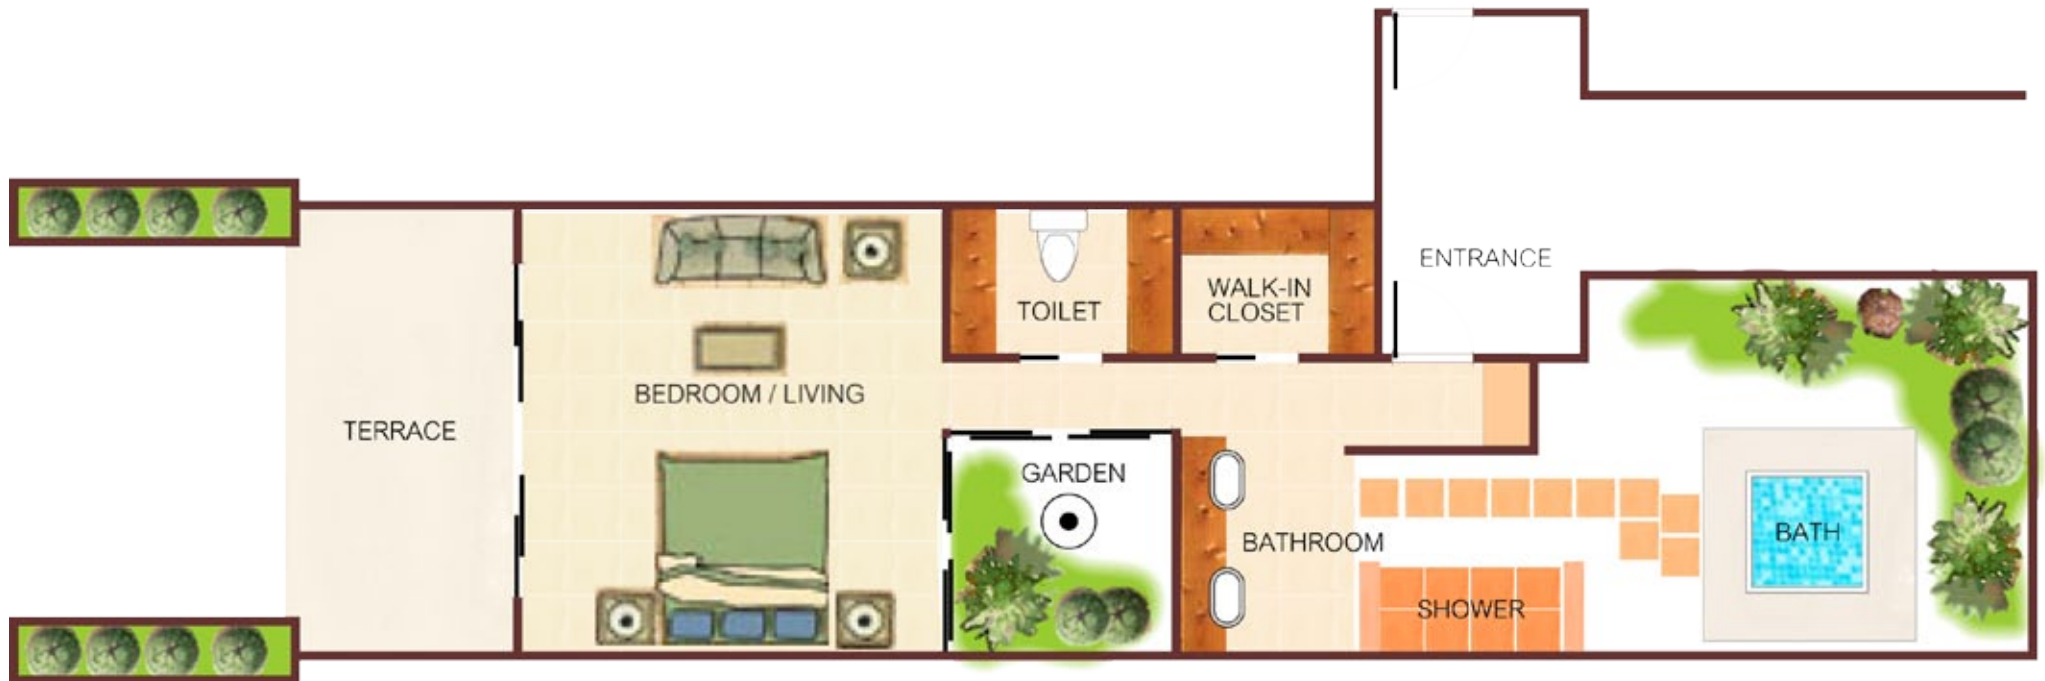 ENTRANCE
WALK-IN
CLOSET
TOILET
BEDROOM / LIVING
TERRACE
GARDEN
BATHROOM
BATH
SHOWER